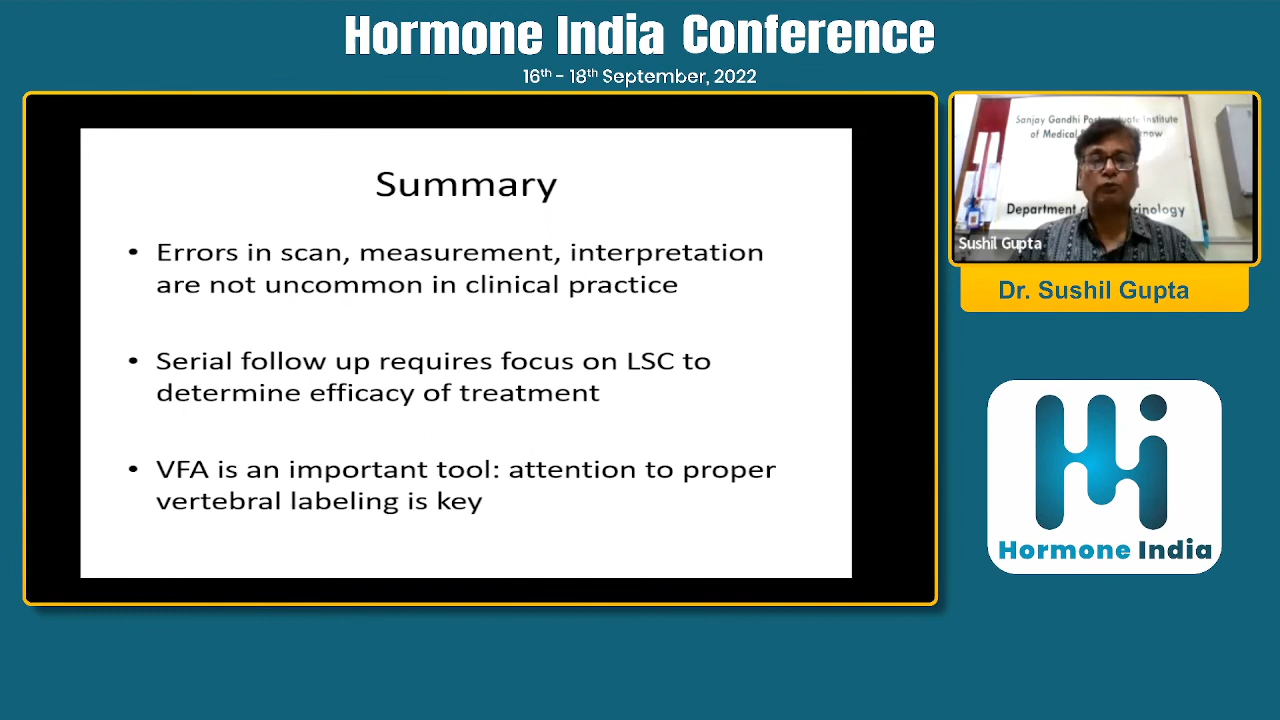 Hormone India Conference
16th - 18th September, 2022
Summary
• Errors in scan, measurement, interpretation
are not uncommon in clinical practice
• Serial follow up requires focus on LSC to
determine efficacy of treatment
• VFA is an important tool: attention to proper
vertebral labeling is key
Sanjay Gandhi Postgraduate Institute
of Medical
Department
Sushil Gupta
Dr. Sushil Gupta
Hormone India